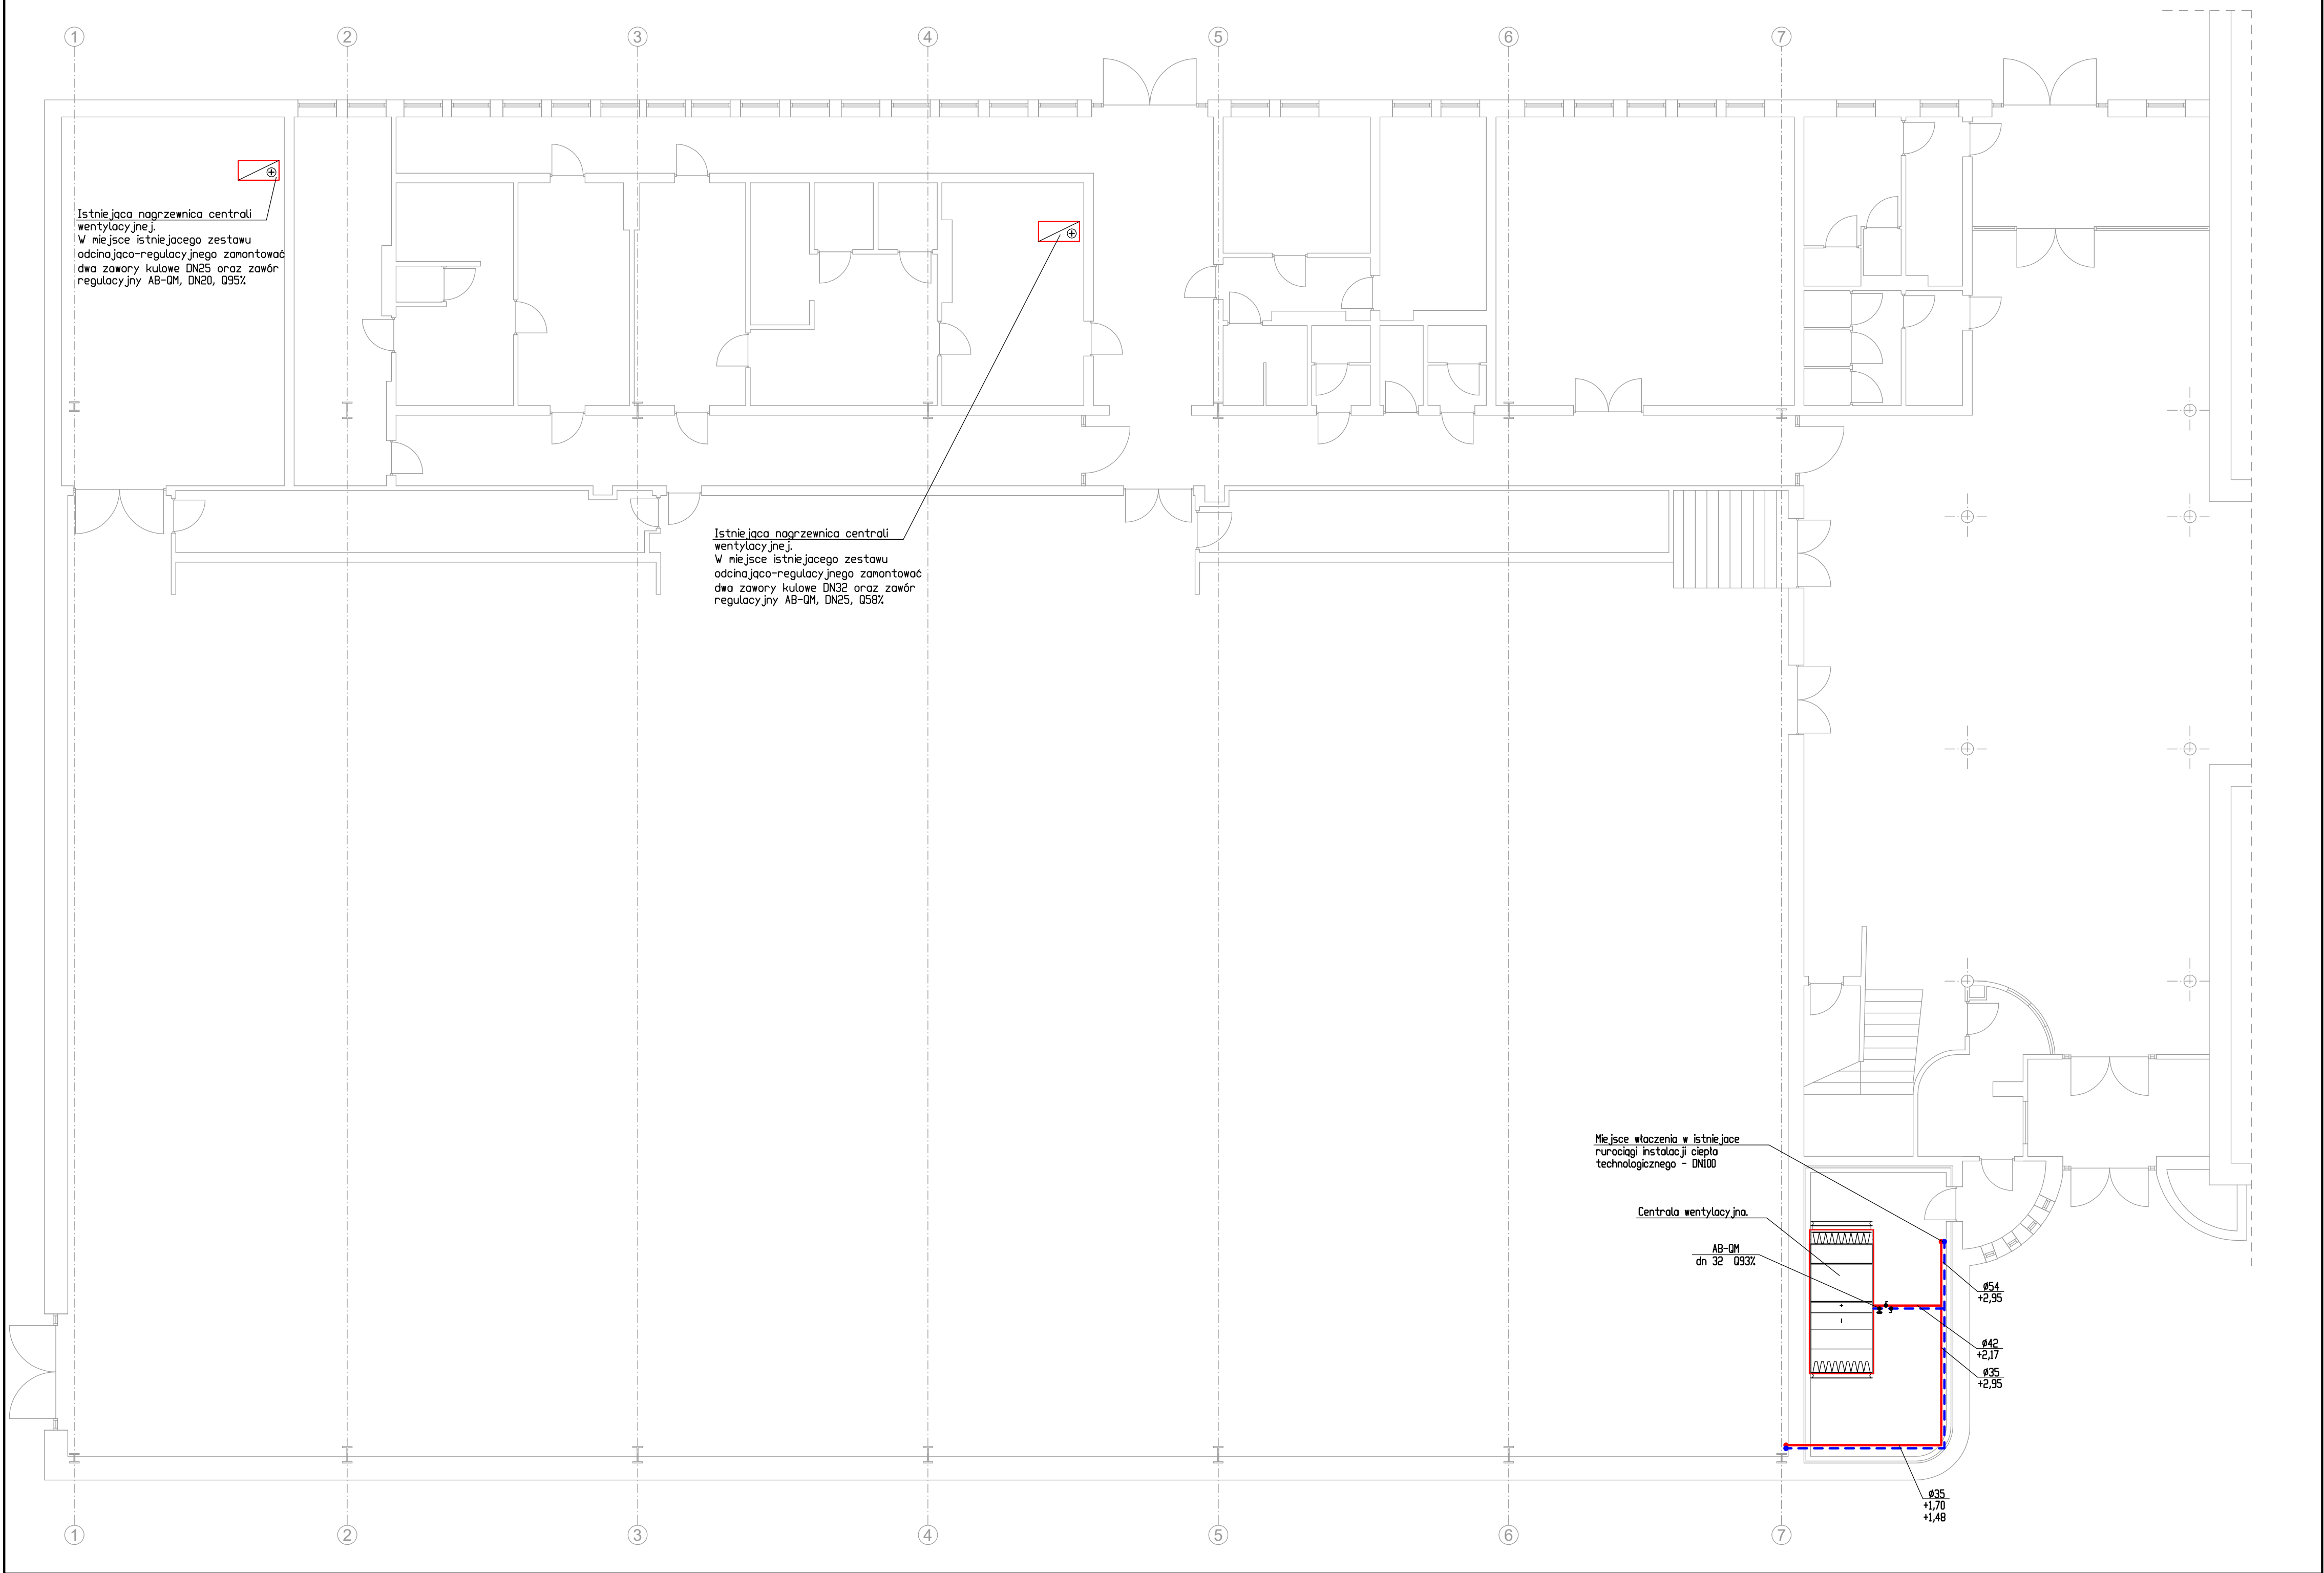 1 2 3 4 5 6 7
Istniejąca nagrzewnica centrali
wentylacyjnej.
W miejsce istniejacego zestawu
odcinająco-regulacyjnego zamontować
dwa zawory kulowe DN25 oraz zawór
regulacyjny AB-QM, DN20, Q95%
Istniejąca nagrzewnica centrali
wentylacyjnej.
W miejsce istniejacego zestawu
odcinająco-regulacyjnego zamontować
dwa zawory kulowe DN32 oraz zawór
regulacyjny AB-QM, DN25, Q58%
Miejsce włączenia w istniejace
rurociągi instalacji ciepła
technologicznego - DN100
Centrala wentylacyjna.
AB-QM
dn 32 Q93%
ø54
+2,95
ø42
+2,17
ø35
+2,95
ø35
+1,70
+1,48
1 2 3 4 5 6 7